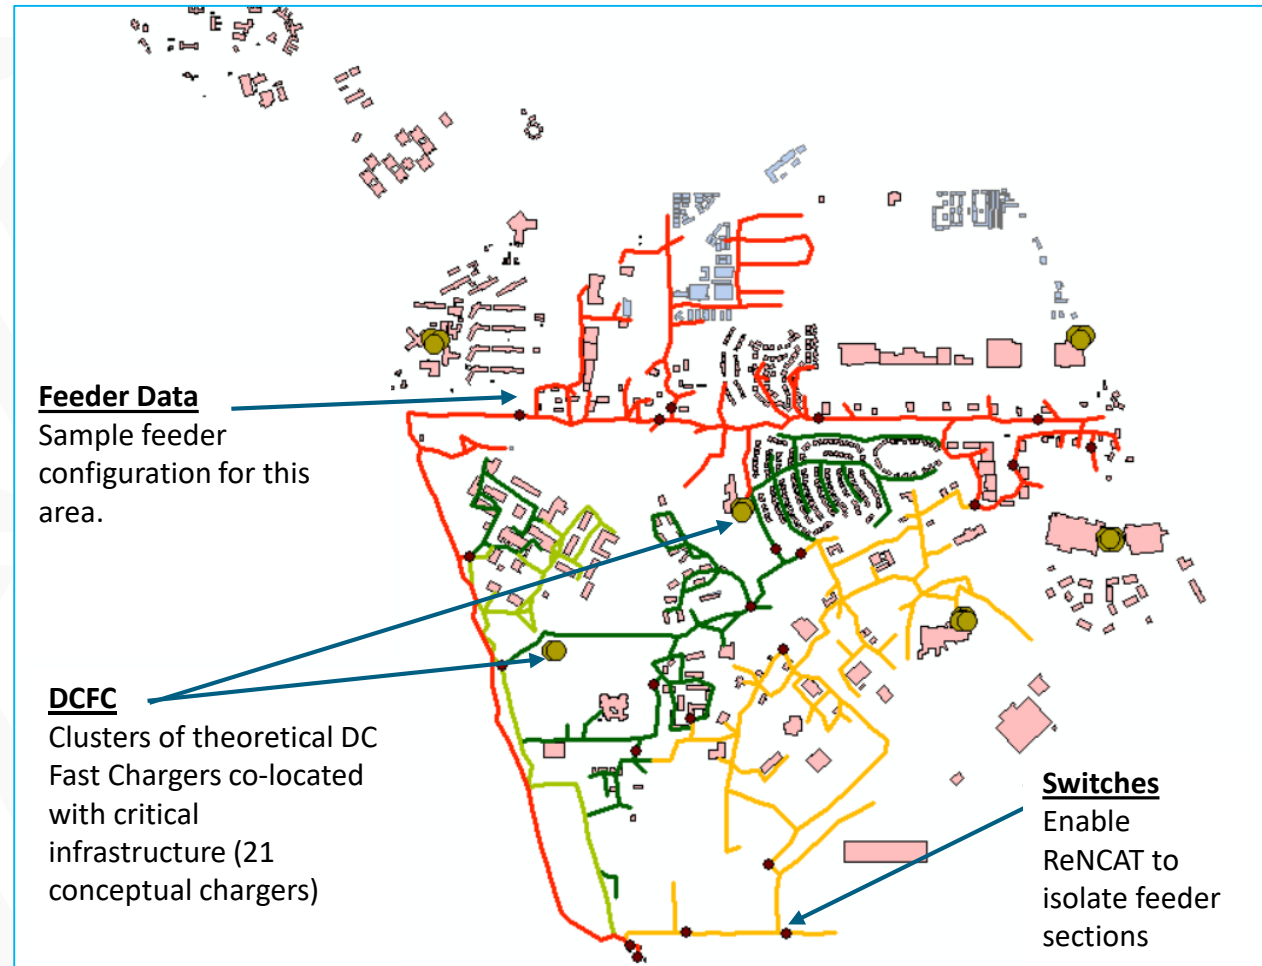 Feeder Data
Sample feeder
configuration for this
area.
DCFC
Clusters of theoretical DC
Fast Chargers co-located
with critical
infrastructure (21
conceptual chargers)
Switches
Enable
ReNCAT to
isolate feeder
sections